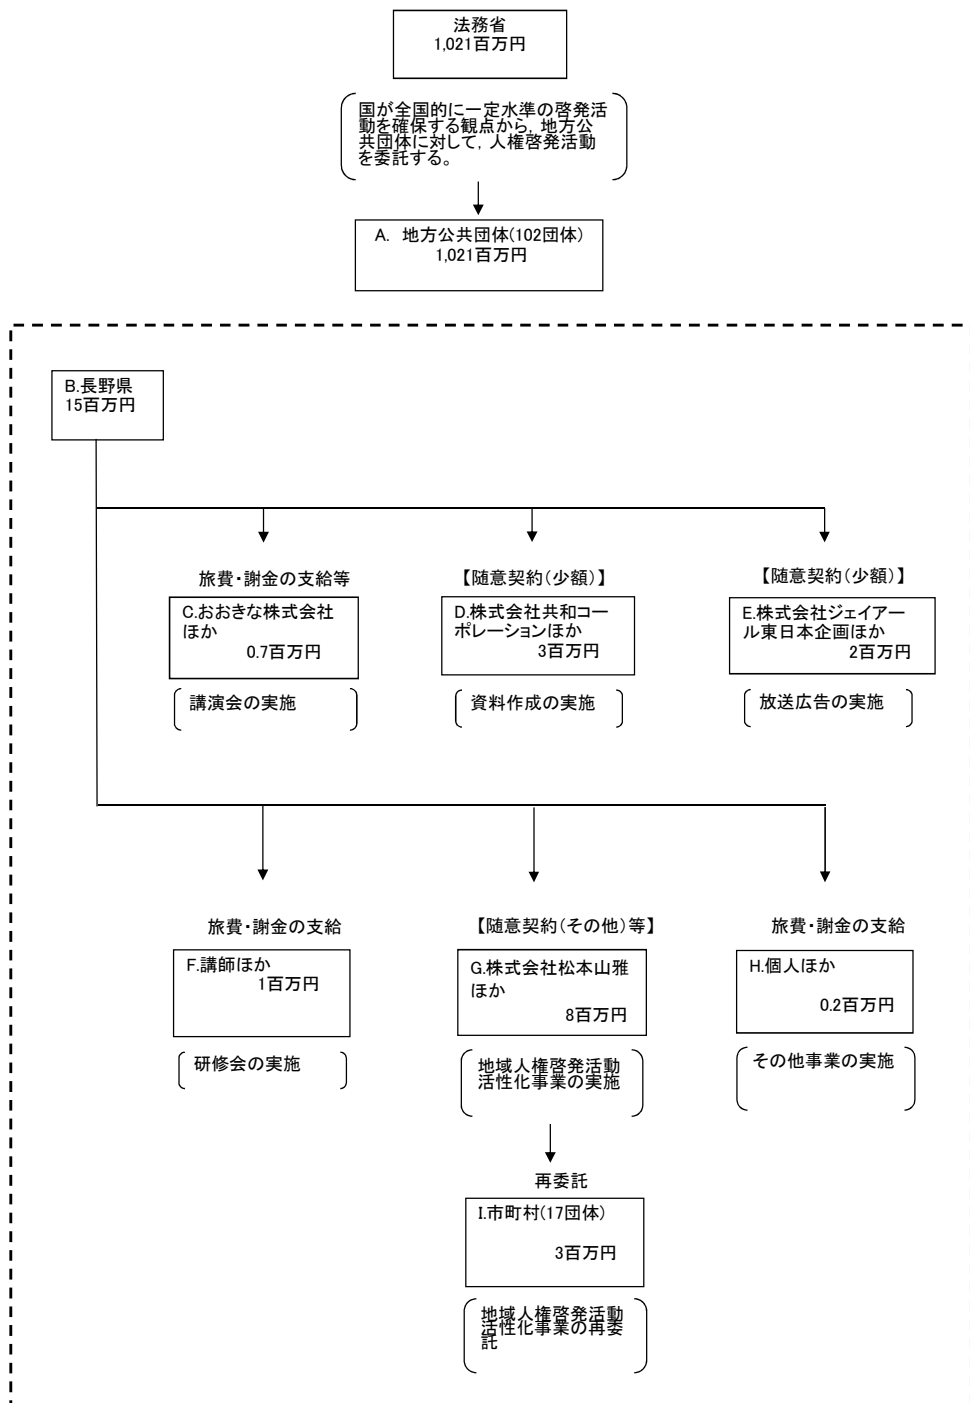 法務省
1,021百万円
国が全国的に一定水準の啓発活
動を確保する観点から，地方公
共団体に対して，人権啓発活動
を委託する。
A. 地方公共団体(102団体)
1,021百万円
B.長野県
15百万円
旅費・謝金の支給等
C.おおきな株式会社
ほか
0.7百万円
講演会の実施
【随意契約(少額)】
D.株式会社共和コー
ポレーションほか
3百万円
資料作成の実施
【随意契約(少額)】
E.株式会社ジェイアー
ル東日本企画ほか
2百万円
放送広告の実施
旅費・謝金の支給
F.講師ほか
1百万円
研修会の実施
【随意契約(その他)等】
G.株式会社松本山雅
ほか
8百万円
地域人権啓発活動
活性化事業の実施
旅費・謝金の支給
H.個人ほか
0.2百万円
その他事業の実施
再委託
I.市町村(17団体)
3百万円
地域人権啓発活動
活性化事業の再委
託